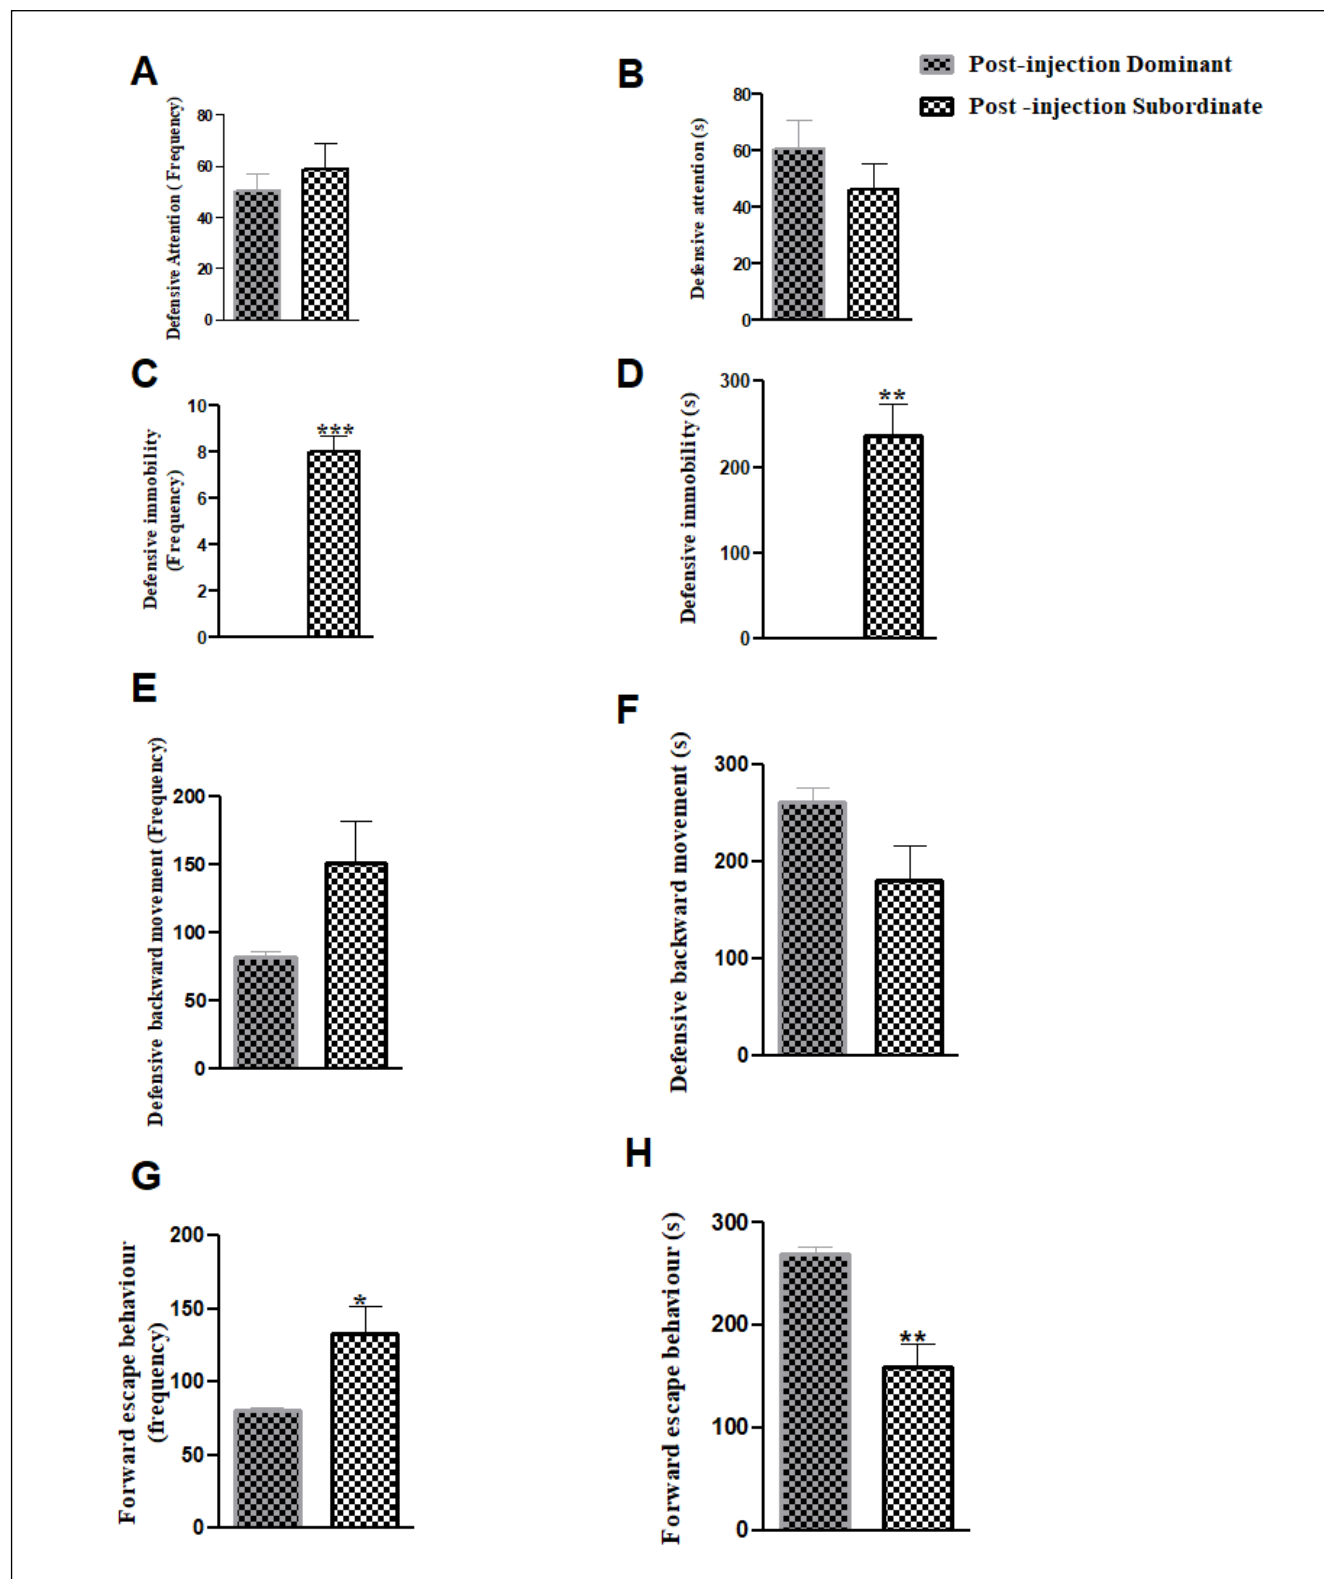 A
Defensive Attention ( Frequency)
80
60
40
20
0
B
Defensive attention (s)
80
60
40
20
0
Post-injection Dominant
Post -injection Subordinate
C
Defensive immobility
(Frequency)
10
8
6
4
2
0
***
D
Defensive immobility (s)
300
200
100
0
**
E
Defensive backward movement (Frequency)
200
150
100
50
0
F
Defensive backward movement (s)
300
200
100
0
G
Forward escape behaviour
(frequency)
200
150
100
50
0
*
H
Forward escape behaviour (s)
300
200
100
0
**